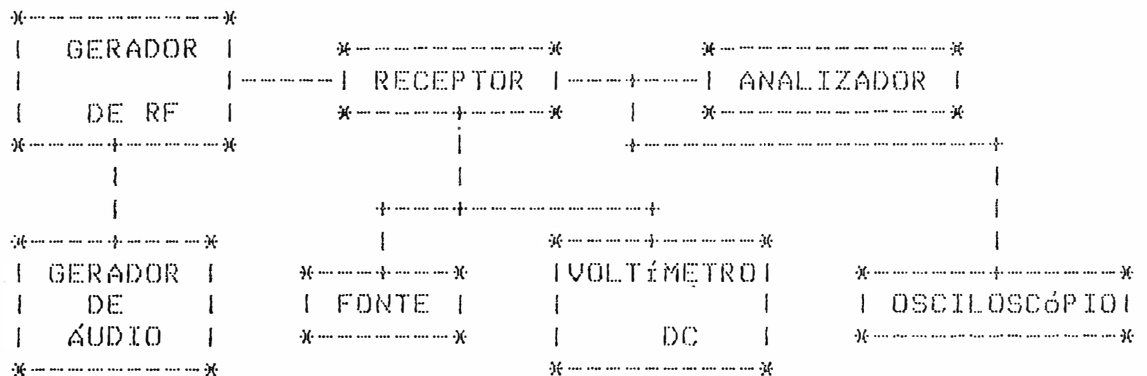 GERADOR
DE RF
RECEPTOR
ANALIZADOR
GERADOR
DE
ÁUDIO
FONTE
VOLTíMETRO
DC
OSCILOSCóPIO